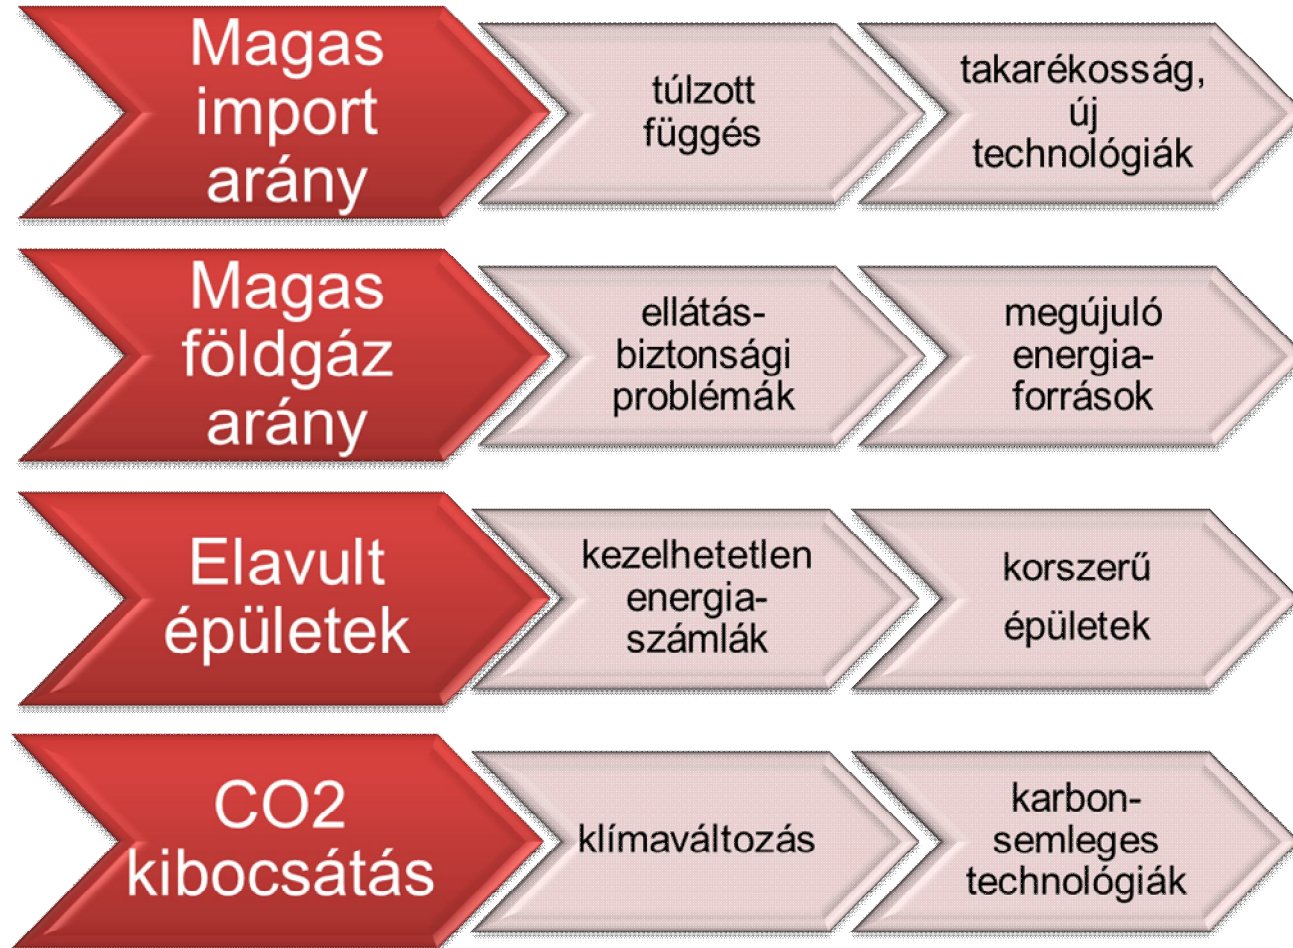 Magas
import
arány
túlzott
függés
takarékosság,
új
technológiák
Magas
földgáz
arány
ellátás-
biztonsági
problémák
megújuló
energia-
források
Elavult
épületek
kezelhetetlen
energia-
számlák
korszerű
épületek
CO2
kibocsátás
klímaváltozás
karbon-
semleges
technológiák